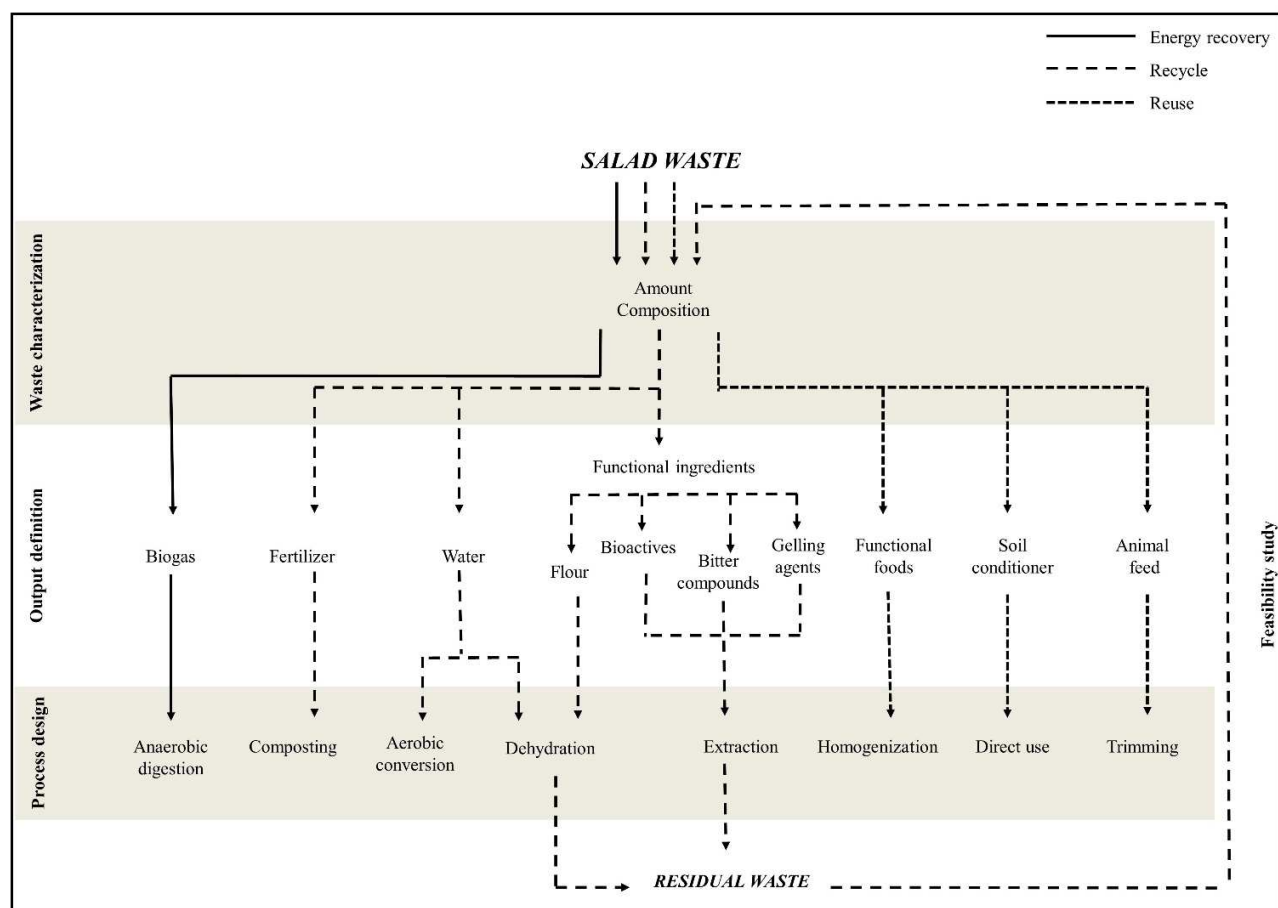 Energy recovery
Recycle
Reuse
SALAD WASTE
Waste characterization
Amount
Composition
Output definition
Functional ingredients
Biogas
Fertilizer
Water
Flour
Bioactives
Bitter
compounds
Gelling
agents
Functional
foods
Soil
conditioner
Animal
feed
Feasibility study
Process design
Anaerobic
digestion
Composting
Aerobic
conversion
Dehydration
Extraction
Homogenization
Direct use
Trimming
RESIDUAL WASTE